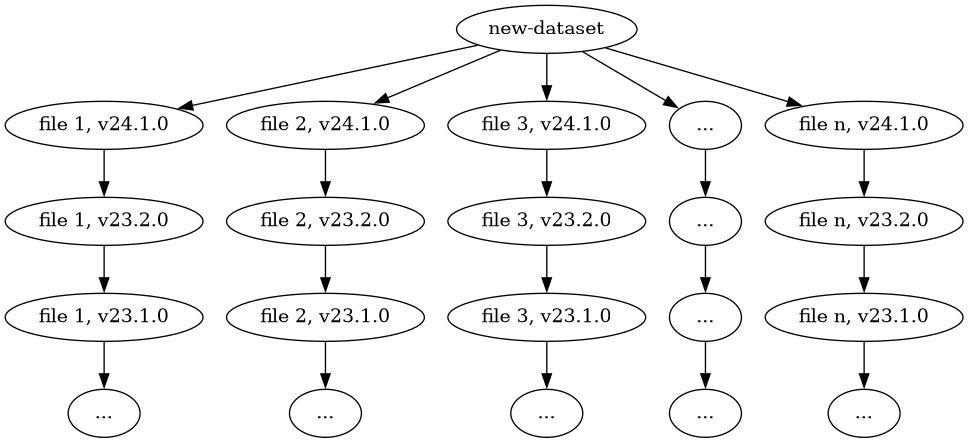 new-dataset
file 1, v24.1.0
file 2, v24.1.0
file 3, v24.1.0
...
file n, v24.1.0
file 1, v23.2.0
file 2, v23.2.0
file 3, v23.2.0
...
file n, v23.2.0
file 1, v23.1.0
file 2, v23.1.0
file 3, v23.1.0
...
file n, v23.1.0
...
...
...
...
...